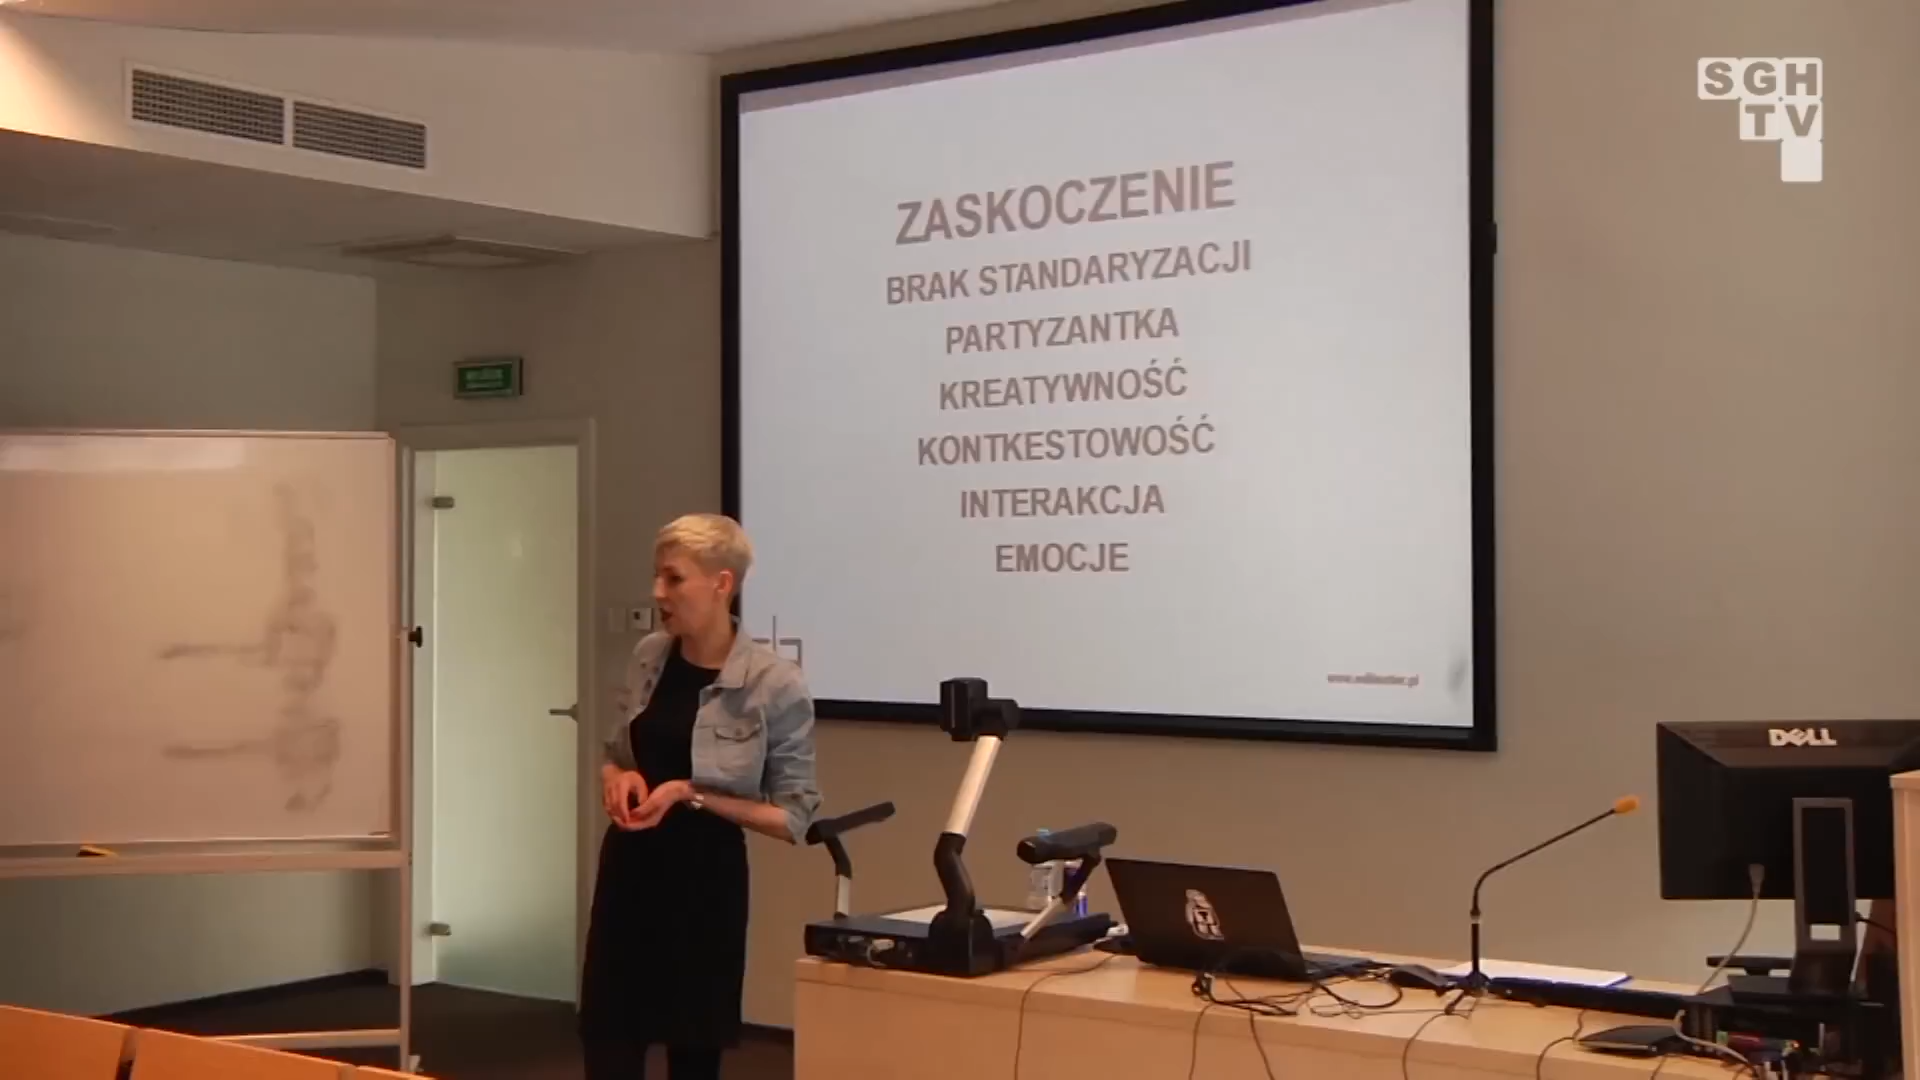 SGH
TV
ZASKOCZENIE
BRAK STANDARYZACJI
PARTYZANTKA
KREATYWNOŚĆ
KONTKESTOWOŚĆ
INTERAKCJA
EMOCJE
DELL